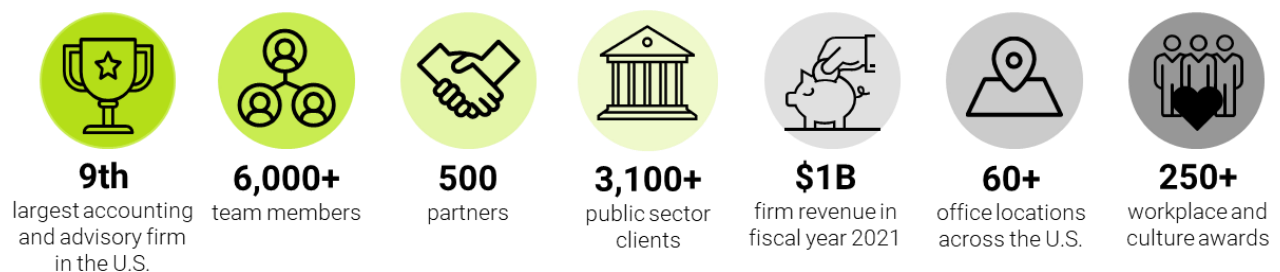 9th
largest accounting
and advisory firm
in the U.S.
6,000+
team members
500
partners
3,100+
public sector
clients
$1B
firm revenue in
fiscal year 2021
60+
office locations
across the U.S.
250+
workplace and
culture awards